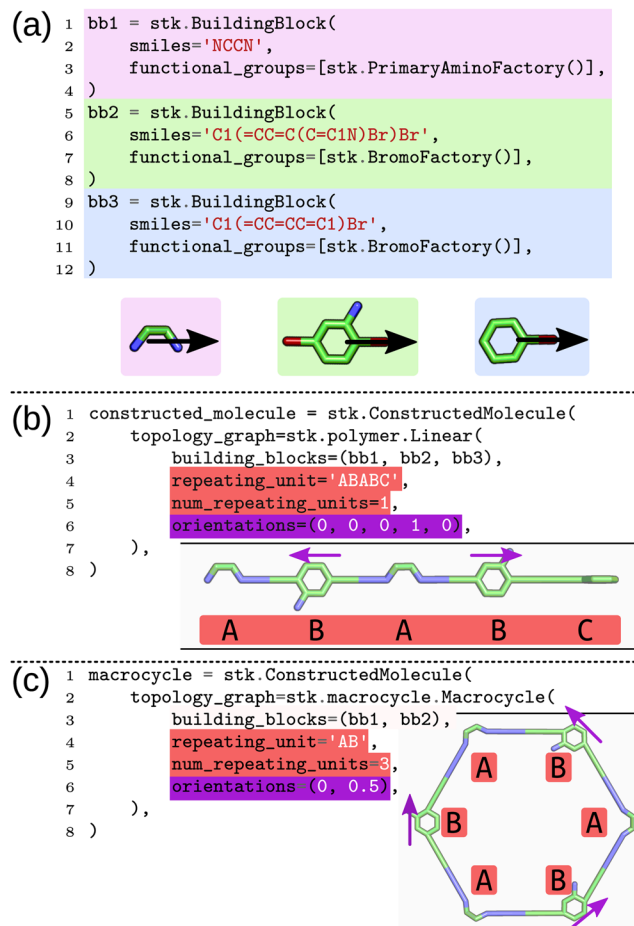 (a)
1 bb1 = stk.BuildingBlock(
2 smiles='NCCN',
3 functional_groups=[stk.PrimaryAminoFactory()],
4 )
5 bb2 = stk.BuildingBlock(
6 smiles='C1(=CC=C(C=C1N)Br)Br',
7 functional_groups=[stk.BromoFactory()],
8 )
9 bb3 = stk.BuildingBlock(
10 smiles='C1(=CC=CC=C1)Br',
11 functional_groups=[stk.BromoFactory()],
12 )
(b)
1 constructed_molecule = stk.ConstructedMolecule(
2 topology_graph=stk.polymer.Linear(
3 building_blocks=(bb1, bb2, bb3),
4 repeating_unit='ABABC',
5 num_repeating_units=1,
6 orientations=(0, 0, 0, 1, 0),
7 ),
8 )
A B A B C
(c)
1 macrocycle = stk.ConstructedMolecule(
2 topology_graph=stk.macrocycle.Macrocycle(
3 building_blocks=(bb1, bb2),
4 repeating_unit='AB',
5 num_repeating_units=3,
6 orientations=(0, 0.5),
7 ),
8 )
A B
B A
A B